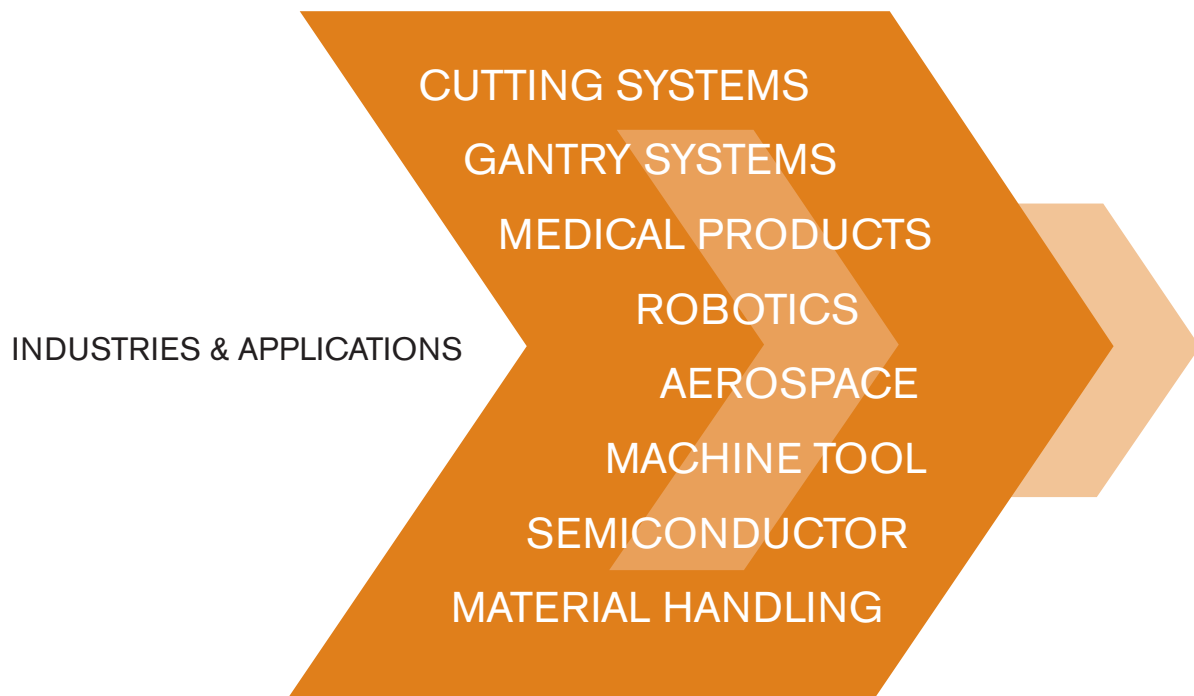 INDUSTRIES & APPLICATIONS
CUTTING SYSTEMS
GANTRY SYSTEMS
MEDICAL PRODUCTS
ROBOTICS
AEROSPACE
MACHINE TOOL
SEMICONDUCTOR
MATERIAL HANDLING